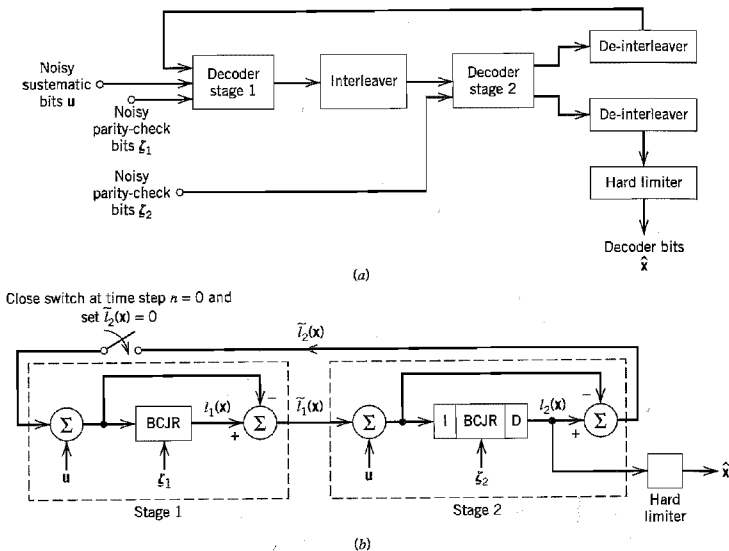 De-interleaver
Noisy
sustematic
bits u
Decoder
stage 1
Interleaver
Decoder
stage 2
Noisy
parity-check
bits ζ1
De-interleaver
Noisy
parity-check
bits ζ2
Hard limiter
Decoder bits
x̂
(a)
Close switch at time step n = 0 and
set l̃2(x) = 0
l̃2(x)
Σ
BCJR
l1(x)
−
+
Σ
l̃1(x)
Σ
I BCJR D
l2(x)
−
+
Σ
u
ζ1
u
ζ2
x̂
Stage 1
Stage 2
Hard
limiter
(b)